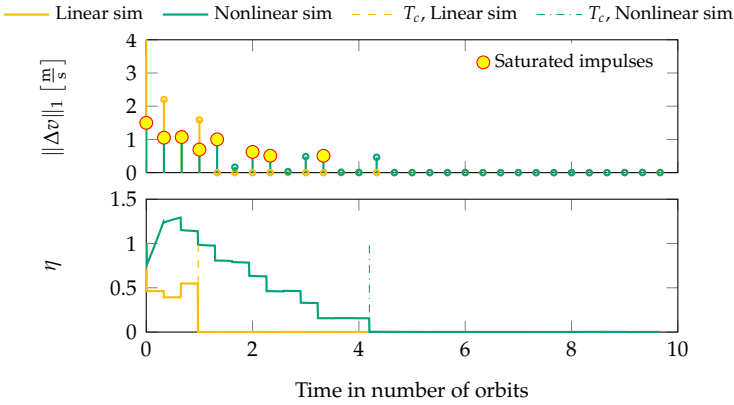 Linear sim Nonlinear sim T_c, Linear sim T_c, Nonlinear sim
4
3
2
1
0
‖Δv‖₁ [m/s]
Saturated impulses
1.5
1
0.5
0
η
0 2 4 6 8 10
Time in number of orbits